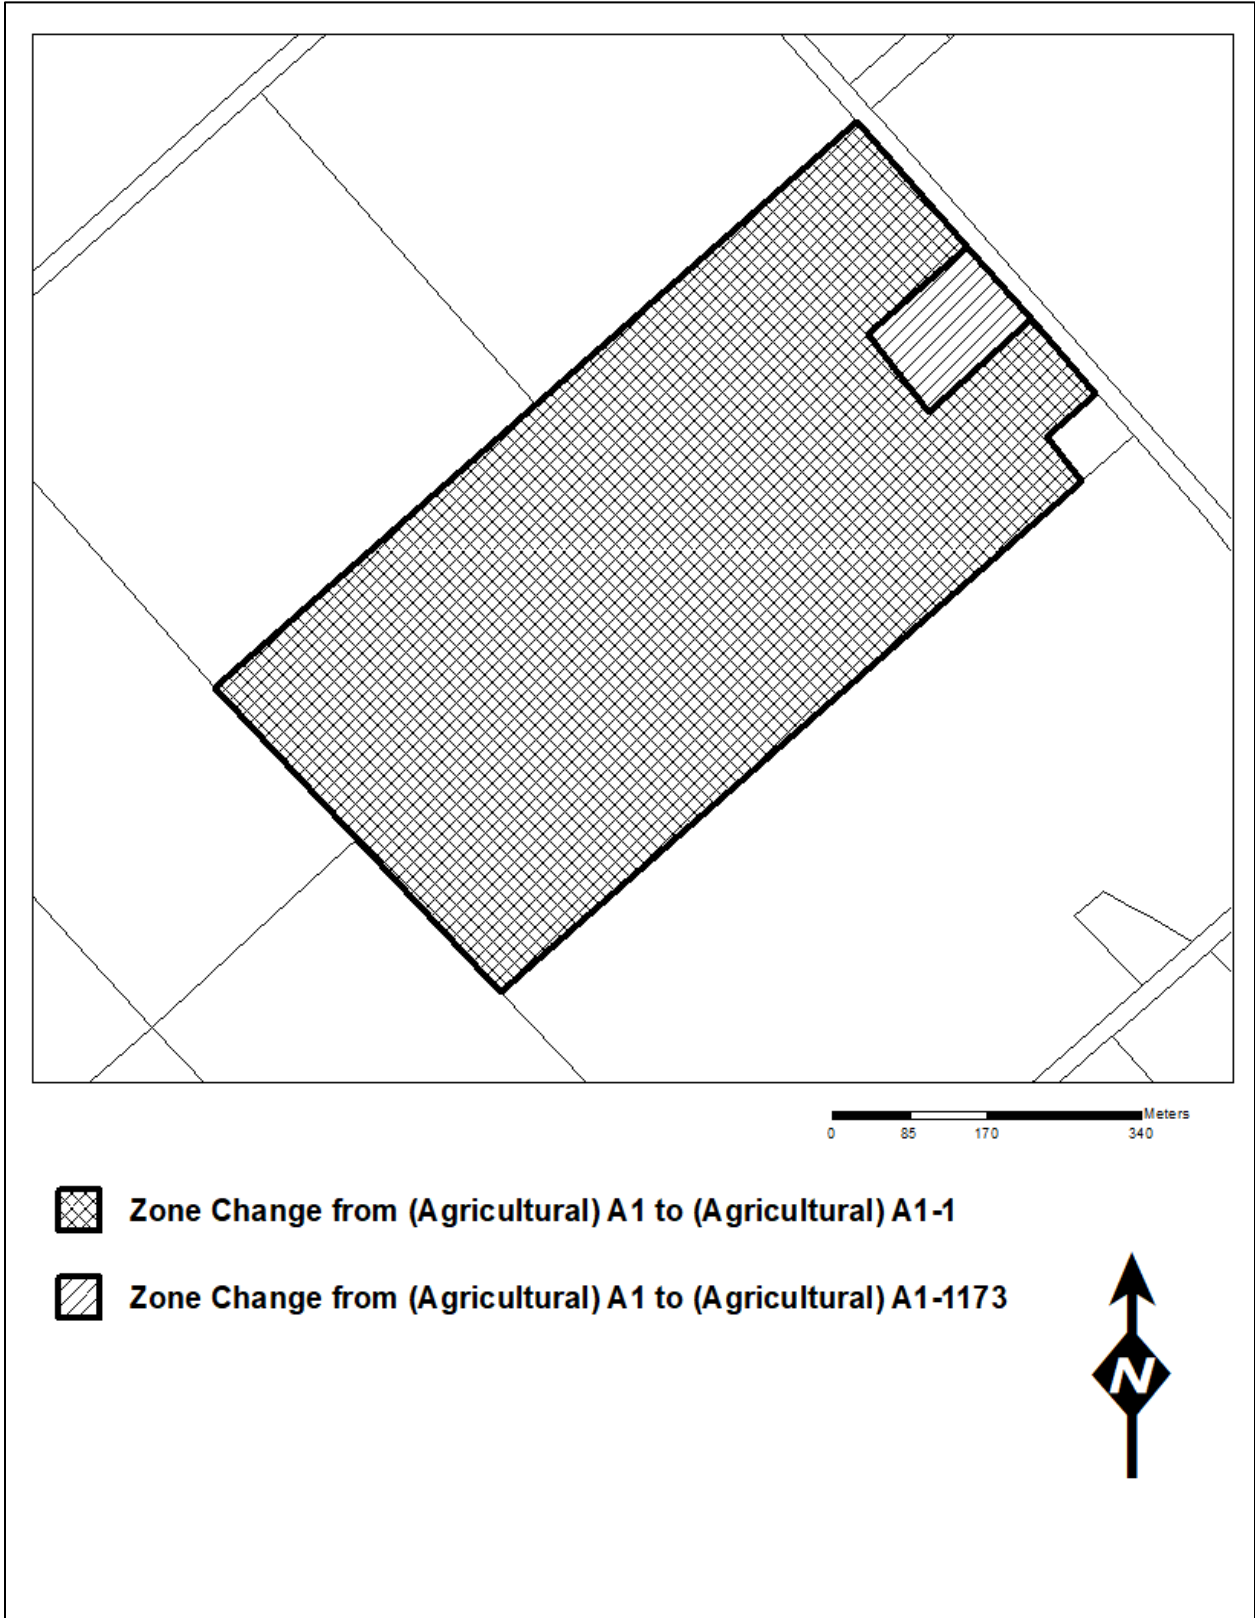 Meters
0 85 170 340
Zone Change from (Agricultural) A1 to (Agricultural) A1-1
Zone Change from (Agricultural) A1 to (Agricultural) A1-1173
N